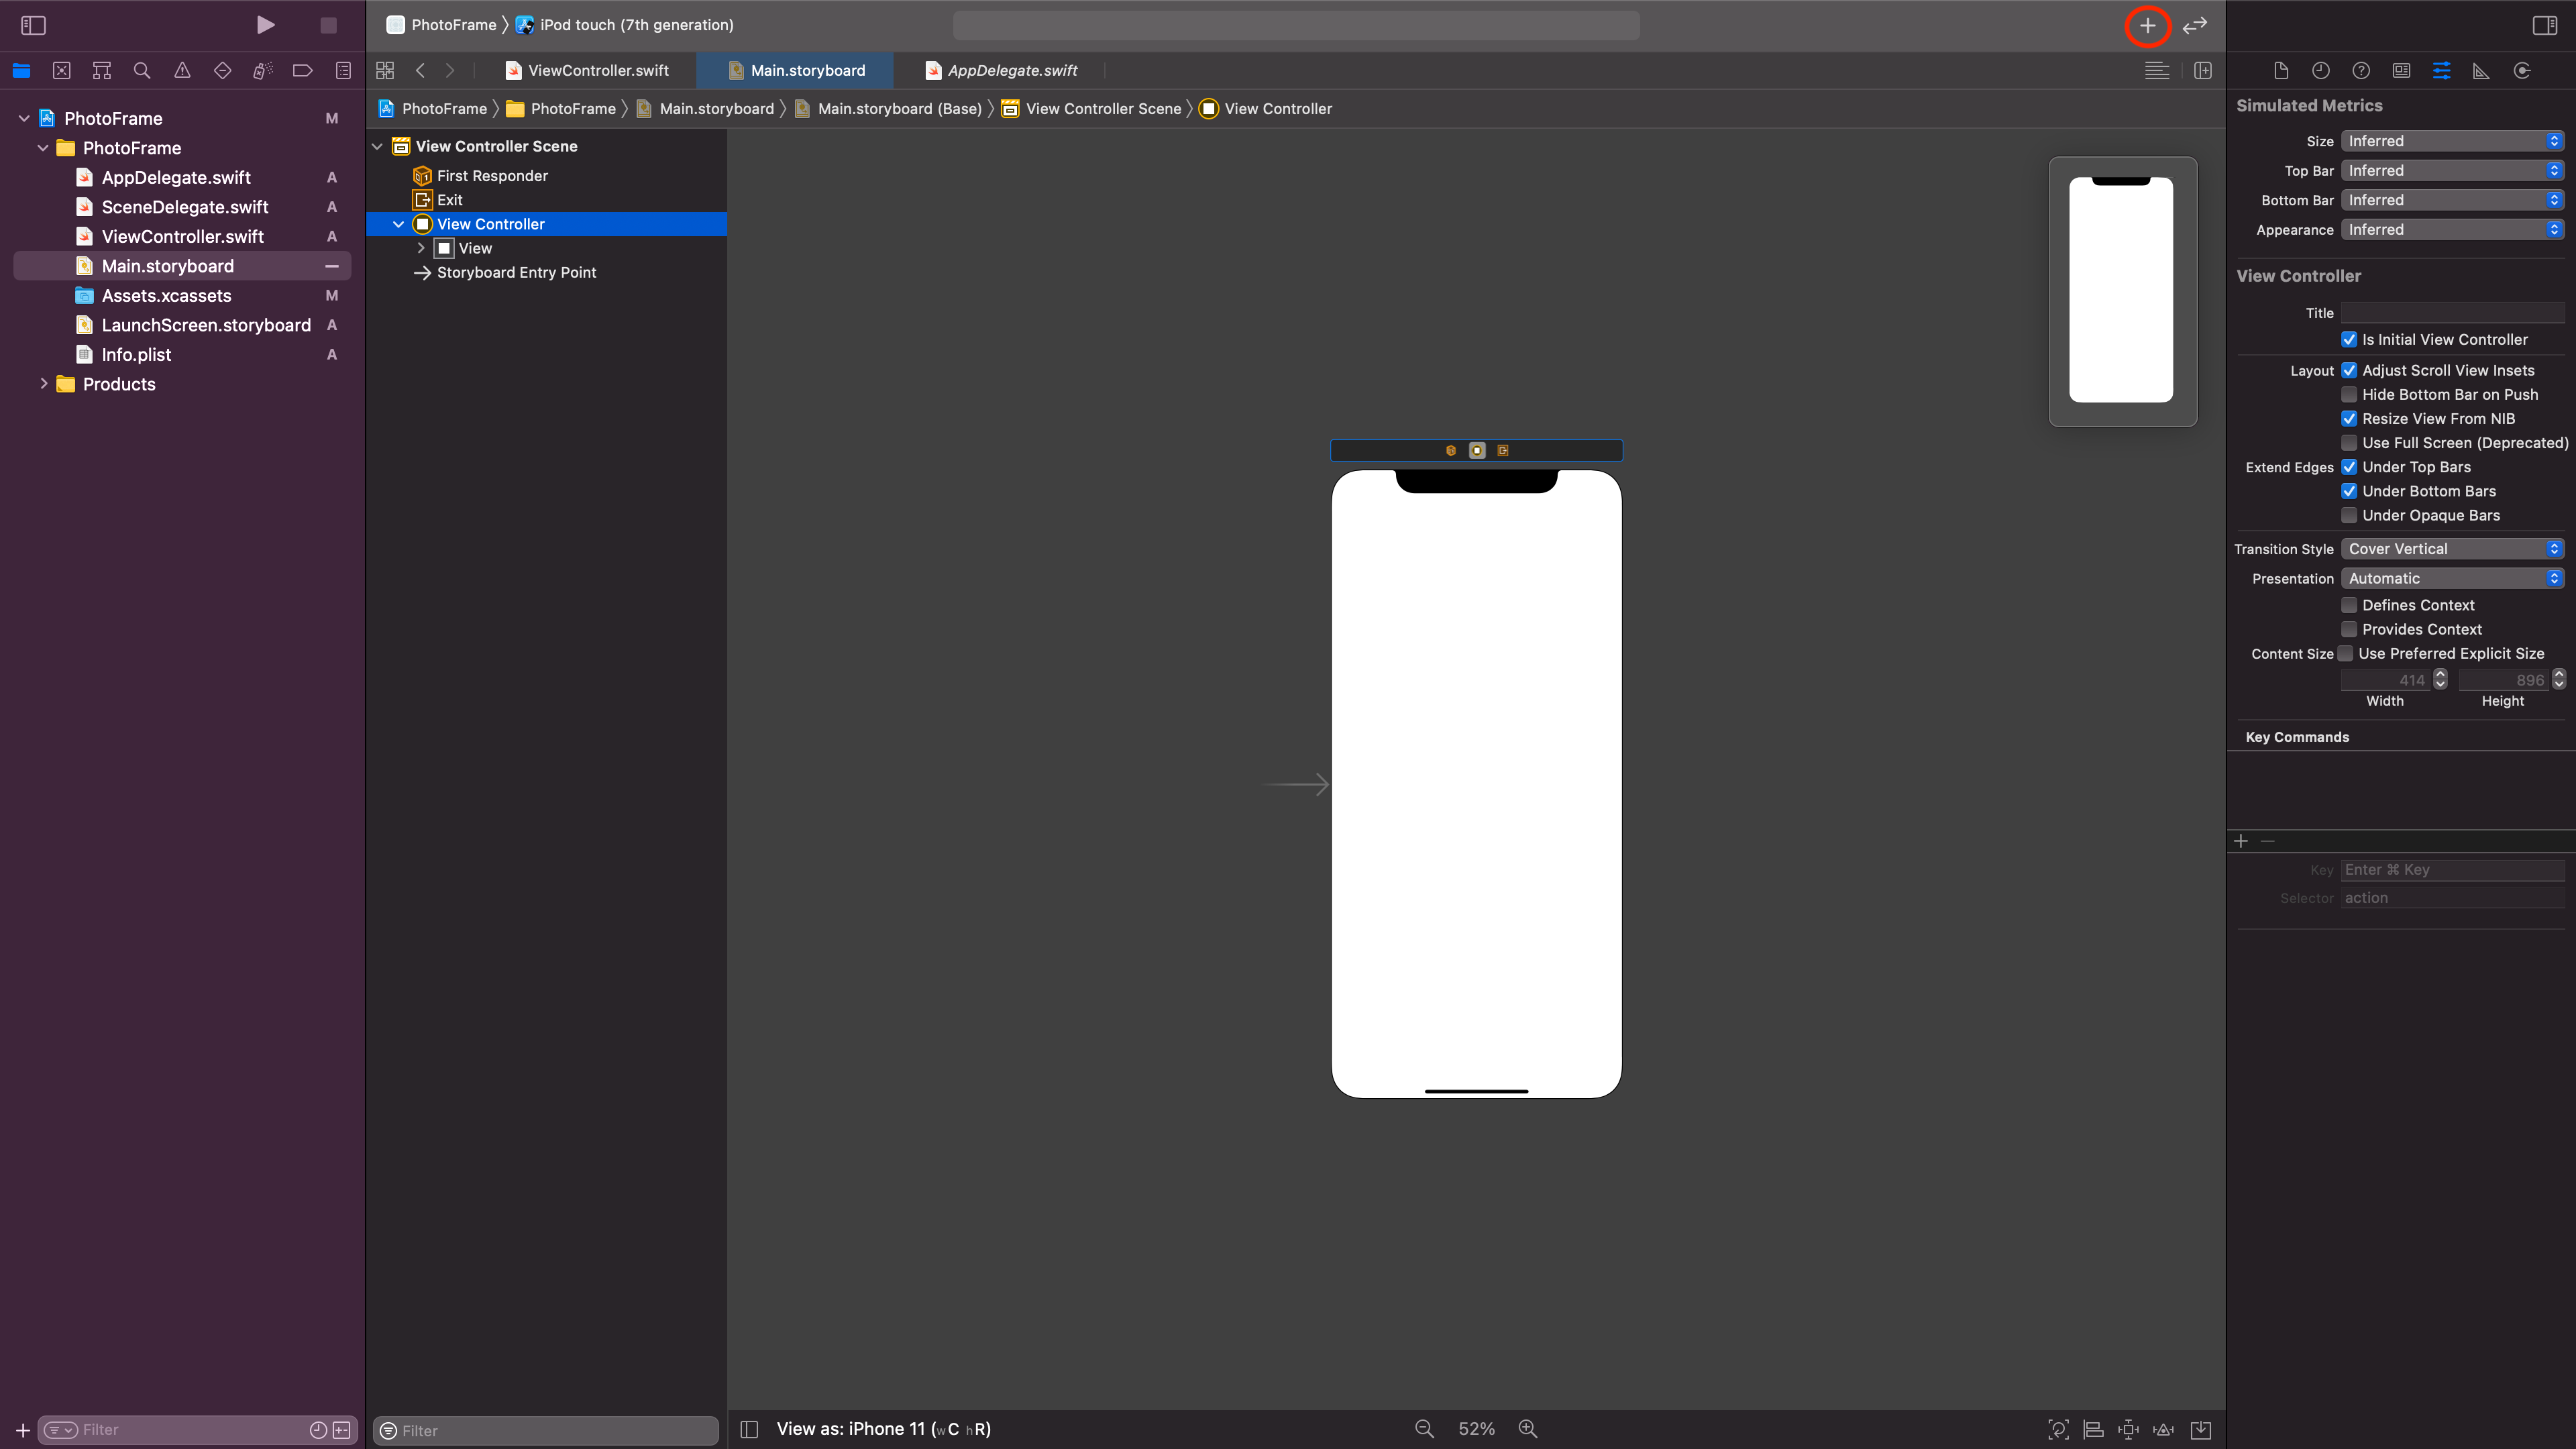 PhotoFrame iPod touch (7th generation)
ViewController.swift Main.storyboard AppDelegate.swift
PhotoFrame PhotoFrame Main.storyboard Main.storyboard (Base) View Controller Scene View Controller
PhotoFrame M
PhotoFrame
AppDelegate.swift A
SceneDelegate.swift A
ViewController.swift A
Main.storyboard
Assets.xcassets M
LaunchScreen.storyboard A
Info.plist A
Products
Filter
View Controller Scene
First Responder
Exit
View Controller
View
Storyboard Entry Point
Filter
View as: iPhone 11 (wC hR)
52%
Simulated Metrics
Size Inferred
Top Bar Inferred
Bottom Bar Inferred
Appearance Inferred
View Controller
Title
Is Initial View Controller
Layout Adjust Scroll View Insets
Hide Bottom Bar on Push
Resize View From NIB
Use Full Screen (Deprecated)
Extend Edges Under Top Bars
Under Bottom Bars
Under Opaque Bars
Transition Style Cover Vertical
Presentation Automatic
Defines Context
Provides Context
Content Size Use Preferred Explicit Size
414 896
Width Height
Key Commands
Key Enter ⌘ Key
Selector action